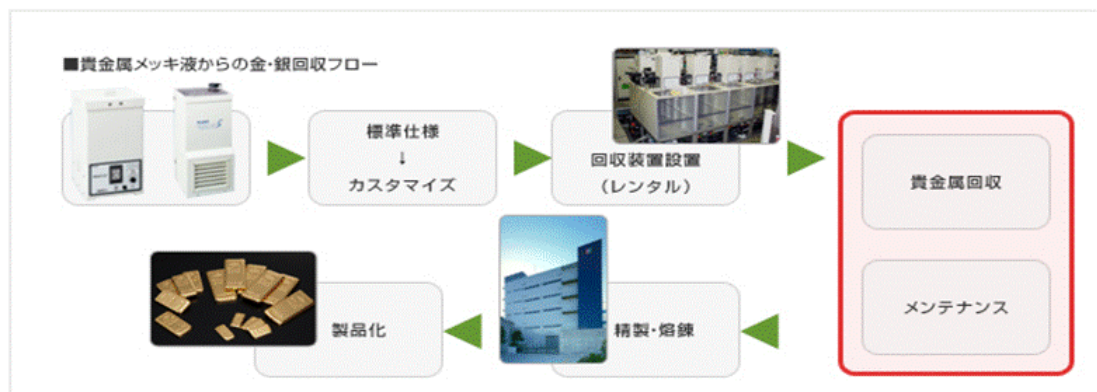 ■貴金属メッキ液からの金・銀回収フロー
標準仕様
↓
カスタマイズ
回収装置設置
（レンタル）
貴金属回収
メンテナンス
精製・熔錬
製品化